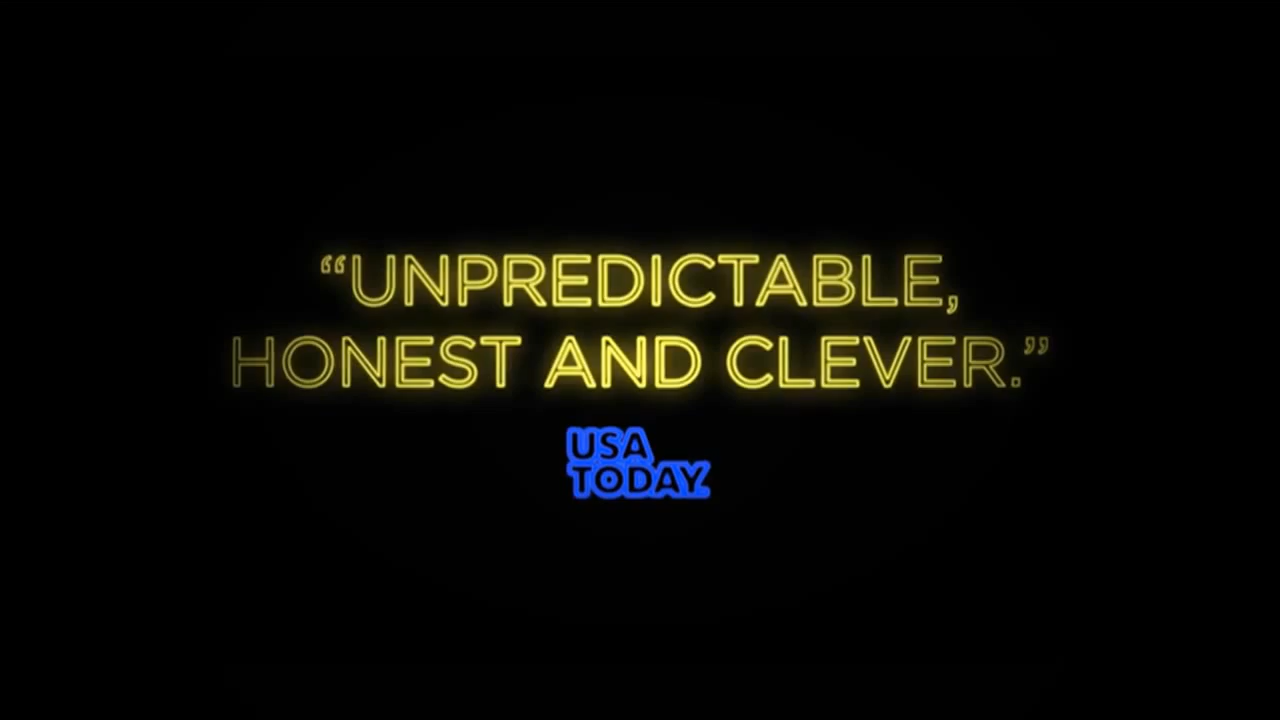 “UNPREDICTABLE,
HONEST AND CLEVER.”
USA
TODAY